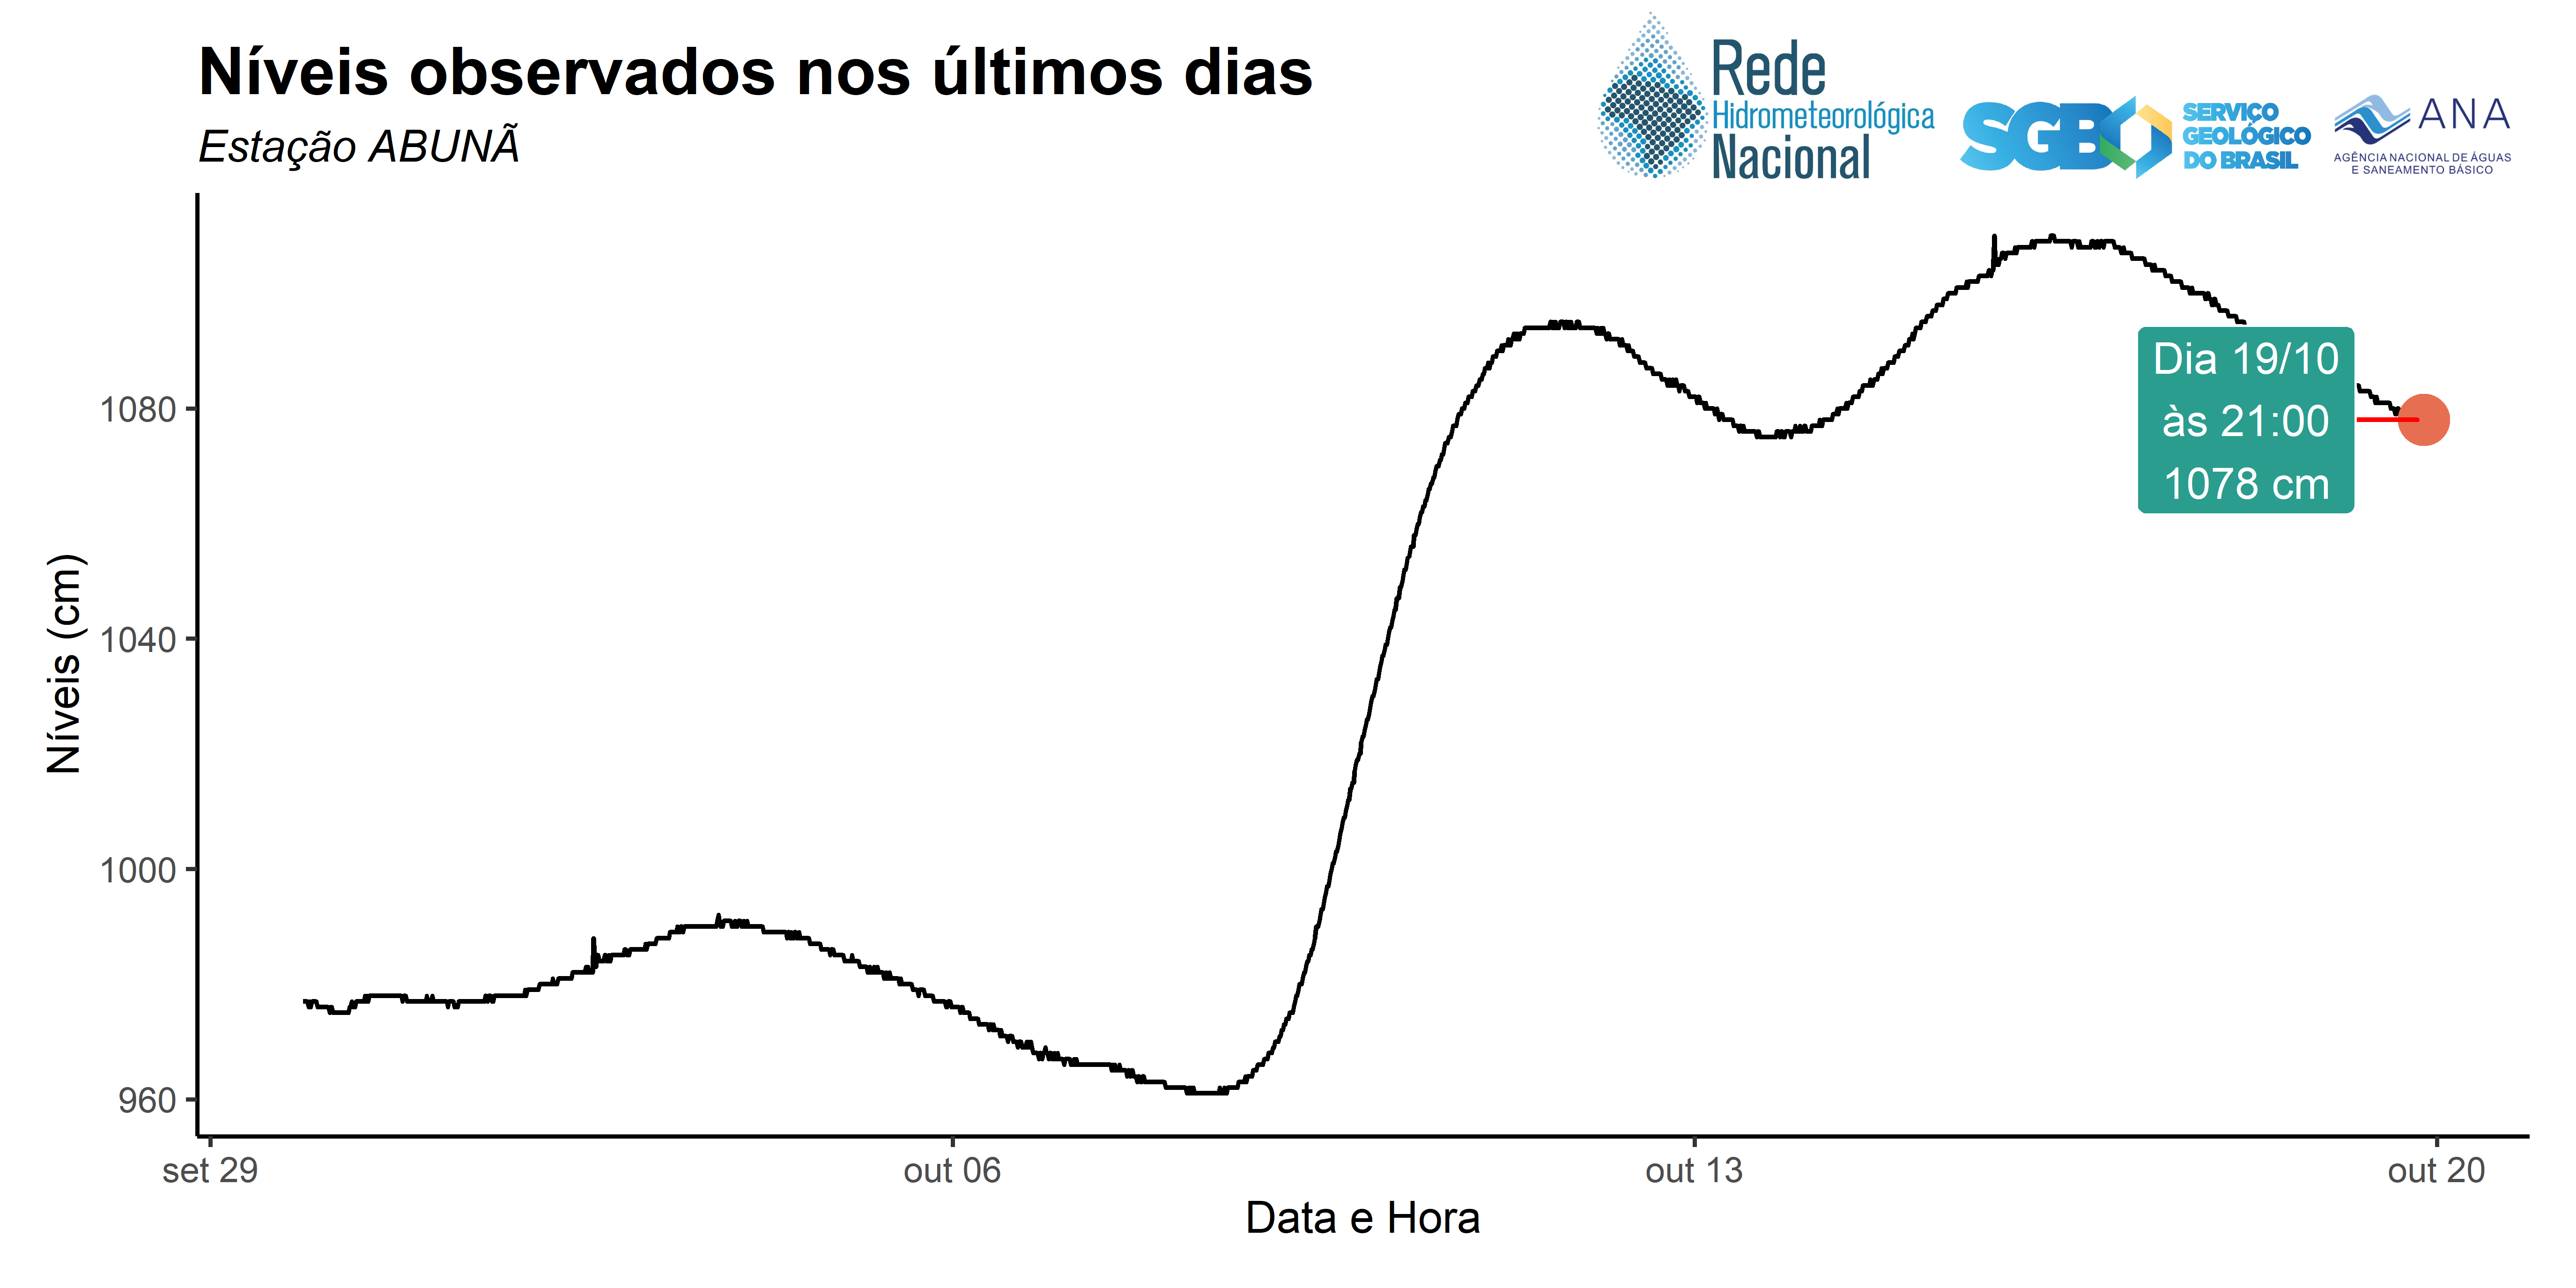 Níveis observados nos últimos dias
Estação ABUNÃ
Rede
Hidrometeorológica
Nacional
SGB
SERVIÇO
GEOLÓGICO
DO BRASIL
ANA
AGÊNCIA NACIONAL DE ÁGUAS
E SANEAMENTO BÁSICO
Níveis (cm)
1080
1040
1000
960
Dia 19/10
às 21:00
1078 cm
set 29
out 06
out 13
out 20
Data e Hora